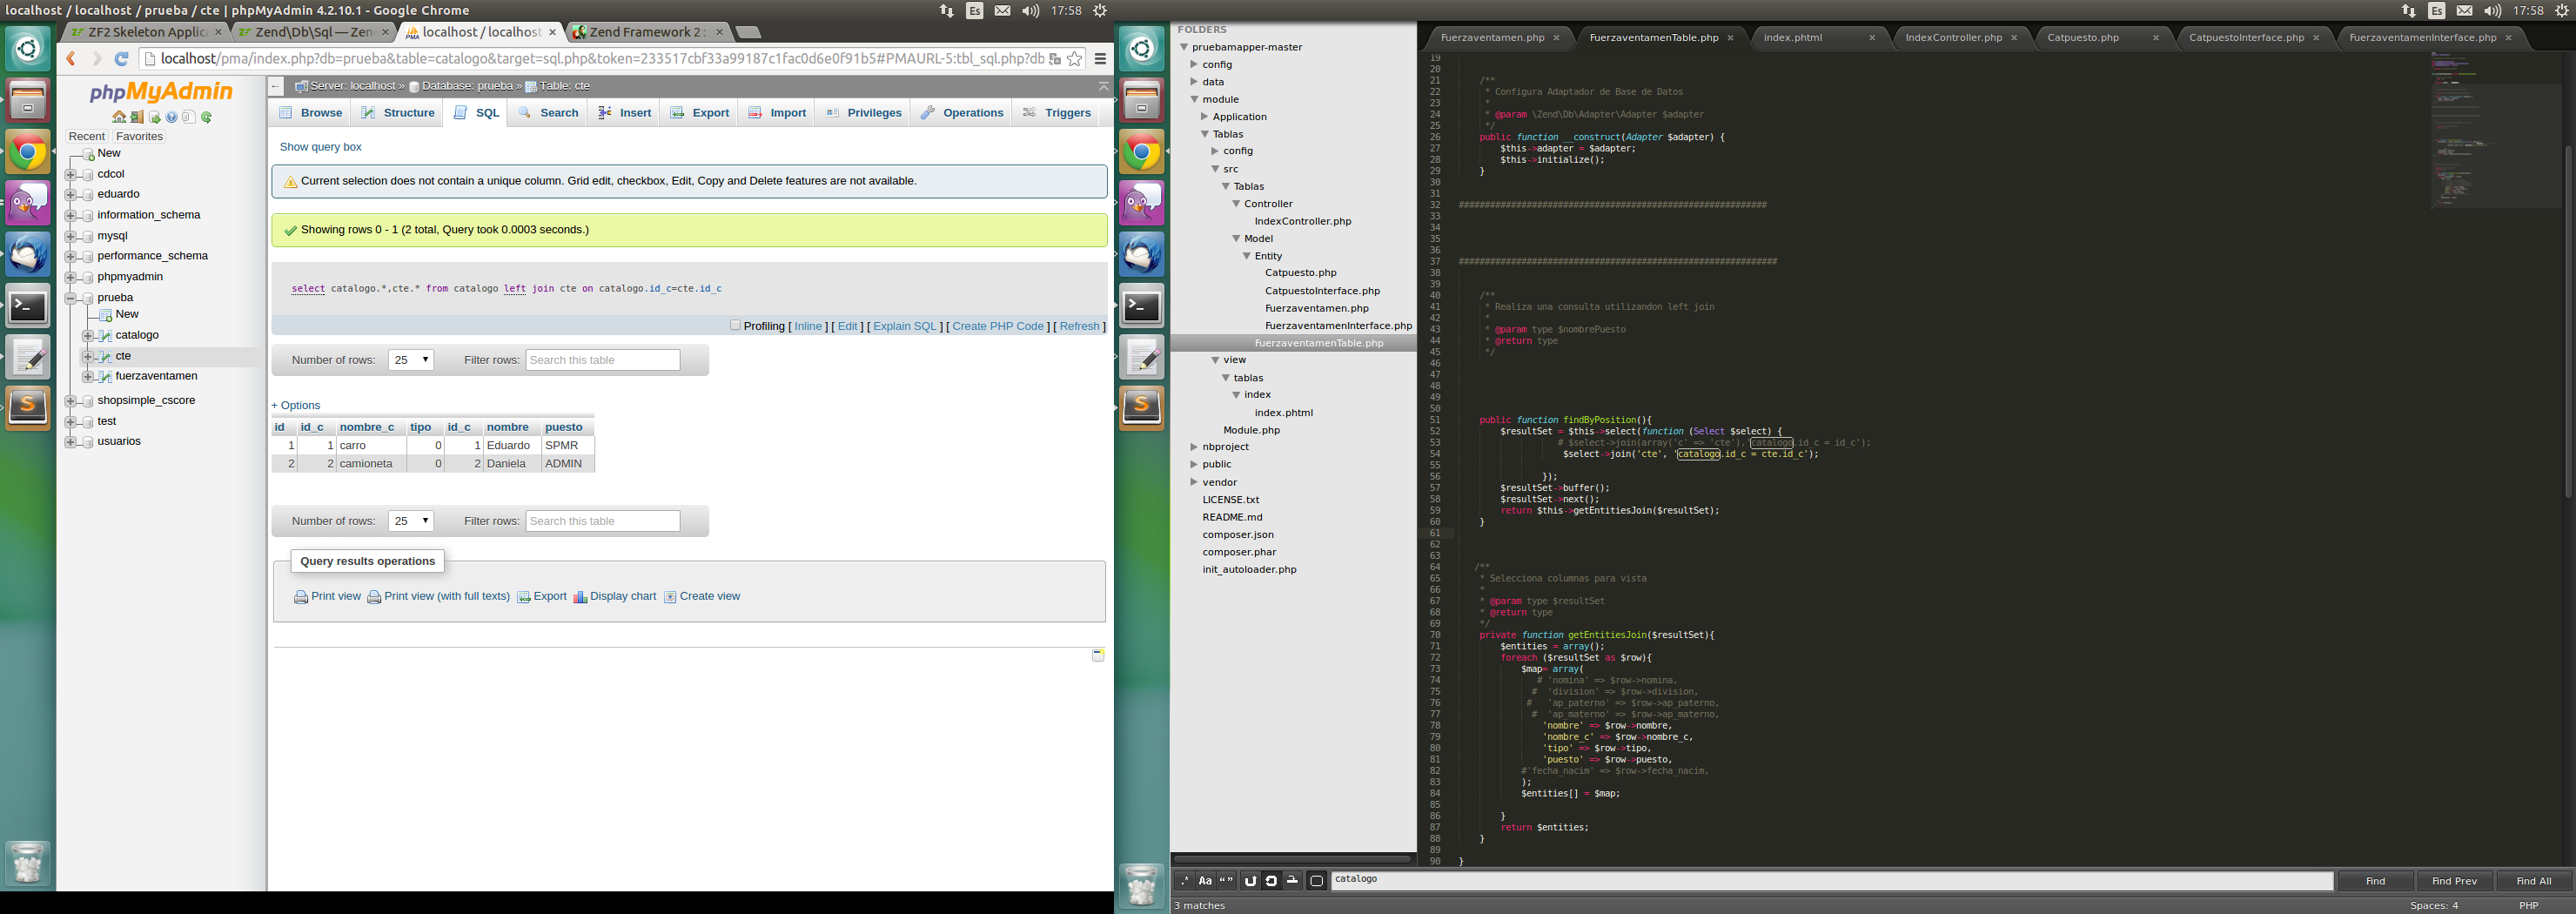 localhost / localhost / prueba / cte | phpMyAdmin 4.2.10.1 - Google Chrome
Es 17:58
ZF2 Skeleton Applic ×
Zend\Db\Sql — Zen ×
localhost / localhost ×
Zend Framework 2 : ×
localhost/pma/index.php?db=prueba&table=catalogo&target=sql.php&token=233517cbf33a99187c1fac0d6e0f91b5#PMAURL-5:tbl_sql.php?db
phpMyAdmin
Recent Favorites
New
cdcol
eduardo
information_schema
mysql
performance_schema
phpmyadmin
prueba
New
catalogo
cte
fuerzaventamen
shopsimple_cscore
test
usuarios
Server: localhost » Database: prueba » Table: cte
Browse Structure SQL Search Insert Export Import Privileges Operations Triggers
Show query box
Current selection does not contain a unique column. Grid edit, checkbox, Edit, Copy and Delete features are not available.
Showing rows 0 - 1 (2 total, Query took 0.0003 seconds.)
select catalogo.*,cte.* from catalogo left join cte on catalogo.id_c=cte.id_c
Profiling [ Inline ] [ Edit ] [ Explain SQL ] [ Create PHP Code ] [ Refresh ]
Number of rows: 25 Filter rows: Search this table
+ Options
id id_c nombre_c tipo id_c nombre puesto
1 1 carro 0 1 Eduardo SPMR
2 2 camioneta 0 2 Daniela ADMIN
Number of rows: 25 Filter rows: Search this table
Query results operations
Print view Print view (with full texts) Export Display chart Create view
Es 17:58
FOLDERS
pruebamapper-master
config
data
module
Application
Tablas
config
src
Tablas
Controller
IndexController.php
Model
Entity
Catpuesto.php
CatpuestoInterface.php
Fuerzaventamen.php
FuerzaventamenInterface.php
FuerzaventamenTable.php
view
tablas
index
index.phtml
Module.php
nbproject
public
vendor
LICENSE.txt
README.md
composer.json
composer.phar
init_autoloader.php
Fuerzaventamen.php × FuerzaventamenTable.php × index.phtml × IndexController.php × Catpuesto.php × CatpuestoInterface.php × FuerzaventamenInterface.php ×
19
20
21 /**
22 * Configura Adaptador de Base de Datos
23 *
24 * @param \Zend\Db\Adapter\Adapter $adapter
25 */
26 public function __construct(Adapter $adapter) {
27 $this->adapter = $adapter;
28 $this->initialize();
29 }
30
31
32 ###########################################################
33
34
35
36
37 #############################################################
38
39
40 /**
41 * Realiza una consulta utilizandon left join
42 *
43 * @param type $nombrePuesto
44 * @return type
45 */
46
47
48
49
50
51 public function findByPosition(){
52 $resultSet = $this->select(function (Select $select) {
53 # $select->join(array('c' => 'cte'),'catalogo.id_c = id_c');
54 $select->join('cte', 'catalogo.id_c = cte.id_c');
55
56 });
57 $resultSet->buffer();
58 $resultSet->next();
59 return $this->getEntitiesJoin($resultSet);
60 }
61
62
63
64 /**
65 * Selecciona columnas para vista
66 *
67 * @param type $resultSet
68 * @return type
69 */
70 private function getEntitiesJoin($resultSet){
71 $entities = array();
72 foreach ($resultSet as $row){
73 $map= array(
74 # 'nomina' => $row->nomina,
75 # 'division' => $row->division,
76 # 'ap_paterno' => $row->ap_paterno,
77 # 'ap_materno' => $row->ap_materno,
78 'nombre' => $row->nombre,
79 'nombre_c' => $row->nombre_c,
80 'tipo' => $row->tipo,
81 'puesto' => $row->puesto,
82 #'fecha_nacim' => $row->fecha_nacim,
83 );
84 $entities[] = $map;
85
86 }
87 return $entities;
88 }
89
90 }
.* Aa “” catalogo Find Find Prev Find All
3 matches Spaces: 4 PHP